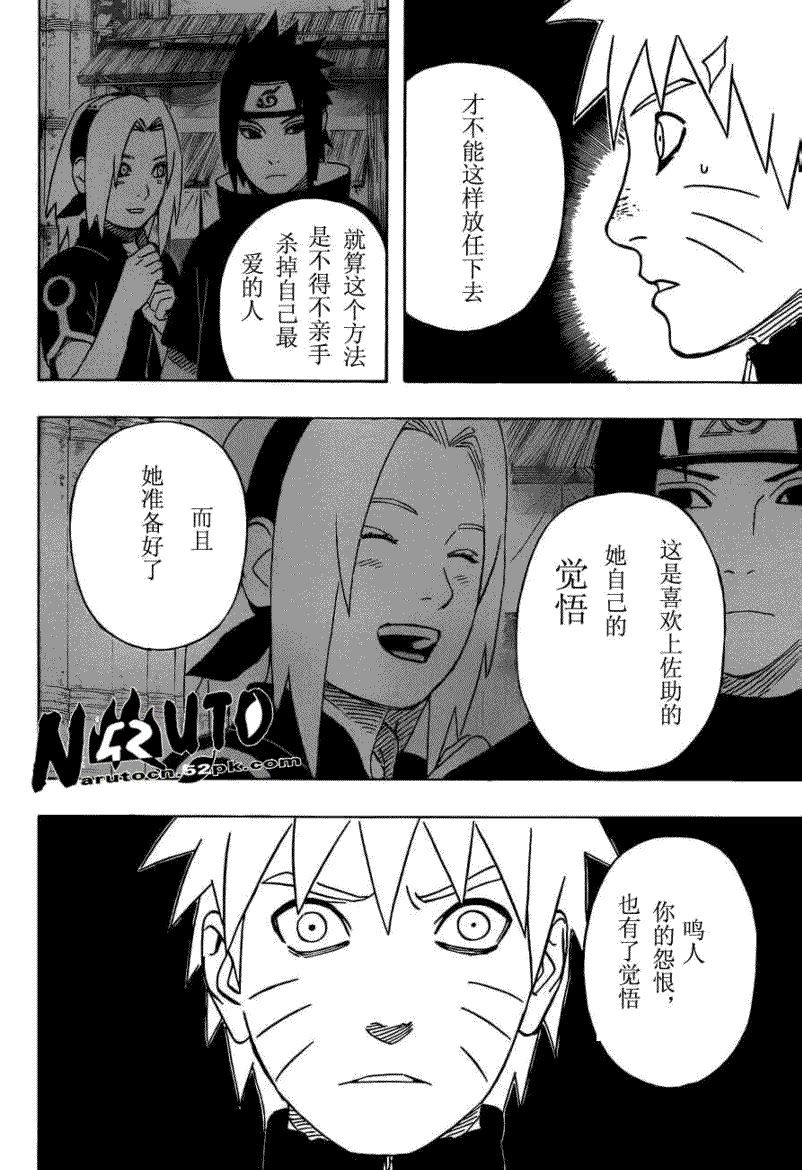 才不能这样放任下去
就算这个方法
是不得不亲手
杀掉自己最
爱的人
这是喜欢上佐助的
她自己的
觉悟
而且
她准备好了
NARUTO
52
Narutocn.52pk.com
鸣人
你的怨恨，
也有了觉悟